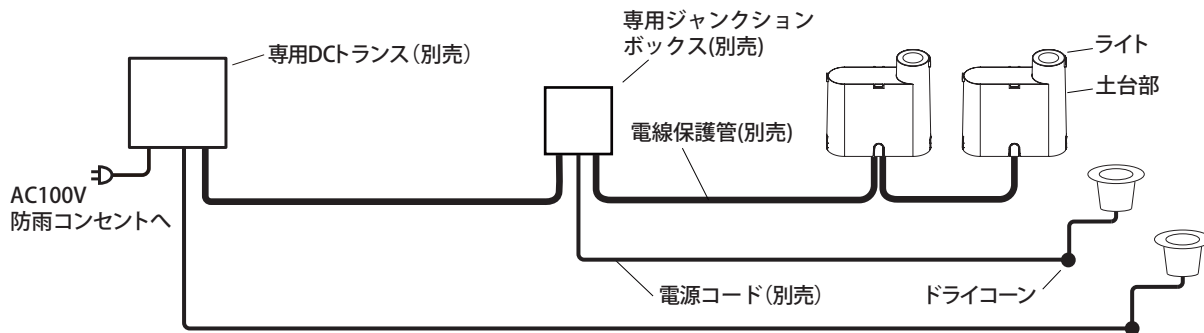 専用DCトランス（別売）
専用ジャンクション
ボックス(別売)
ライト
土台部
電線保護管(別売)
AC100V
防雨コンセントへ
電源コード（別売）
ドライコーン